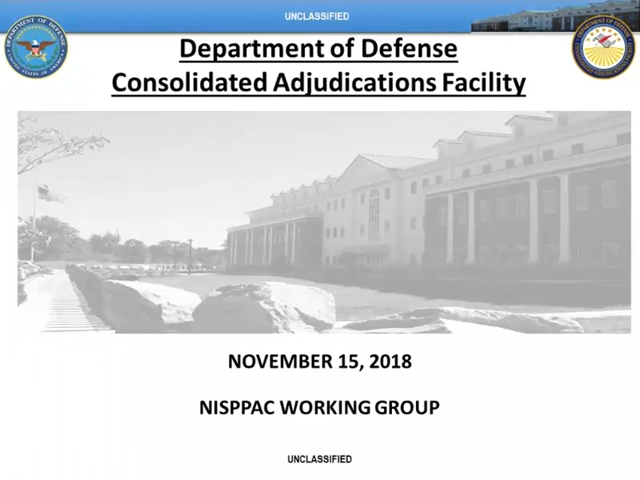 UNCLASSIFIED
Department of Defense
Consolidated Adjudications Facility
NOVEMBER 15, 2018
NISPPAC WORKING GROUP
UNCLASSIFIED